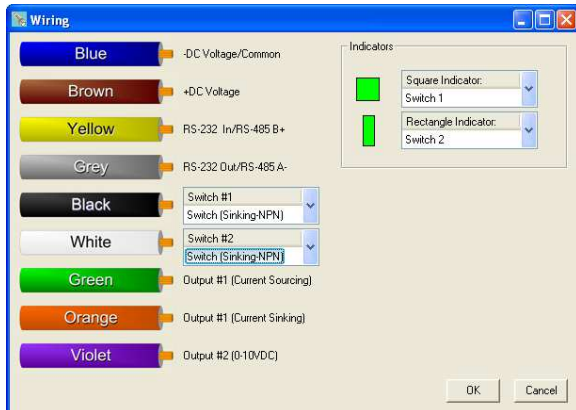 Wiring
Blue
-DC Voltage/Common
Brown
+DC Voltage
Yellow
RS-232 In/RS-485 B+
Grey
RS-232 Out/RS-485 A-
Black
Switch #1
Switch (Sinking-NPN)
White
Switch #2
Switch (Sinking-NPN)
Green
Output #1 (Current Sourcing)
Orange
Output #1 (Current Sinking)
Violet
Output #2 (0-10VDC)
Indicators
Square Indicator:
Switch 1
Rectangle Indicator:
Switch 2
OK
Cancel